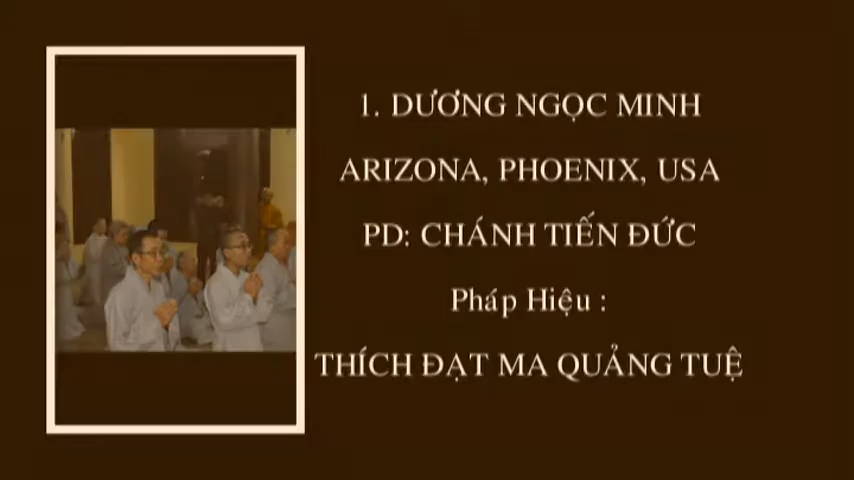 1. DƯƠNG NGỌC MINH
ARIZONA, PHOENIX, USA
PD: CHÁNH TIẾN ĐỨC
Pháp Hiệu :
THÍCH ĐẠT MA QUẢNG TUỆ